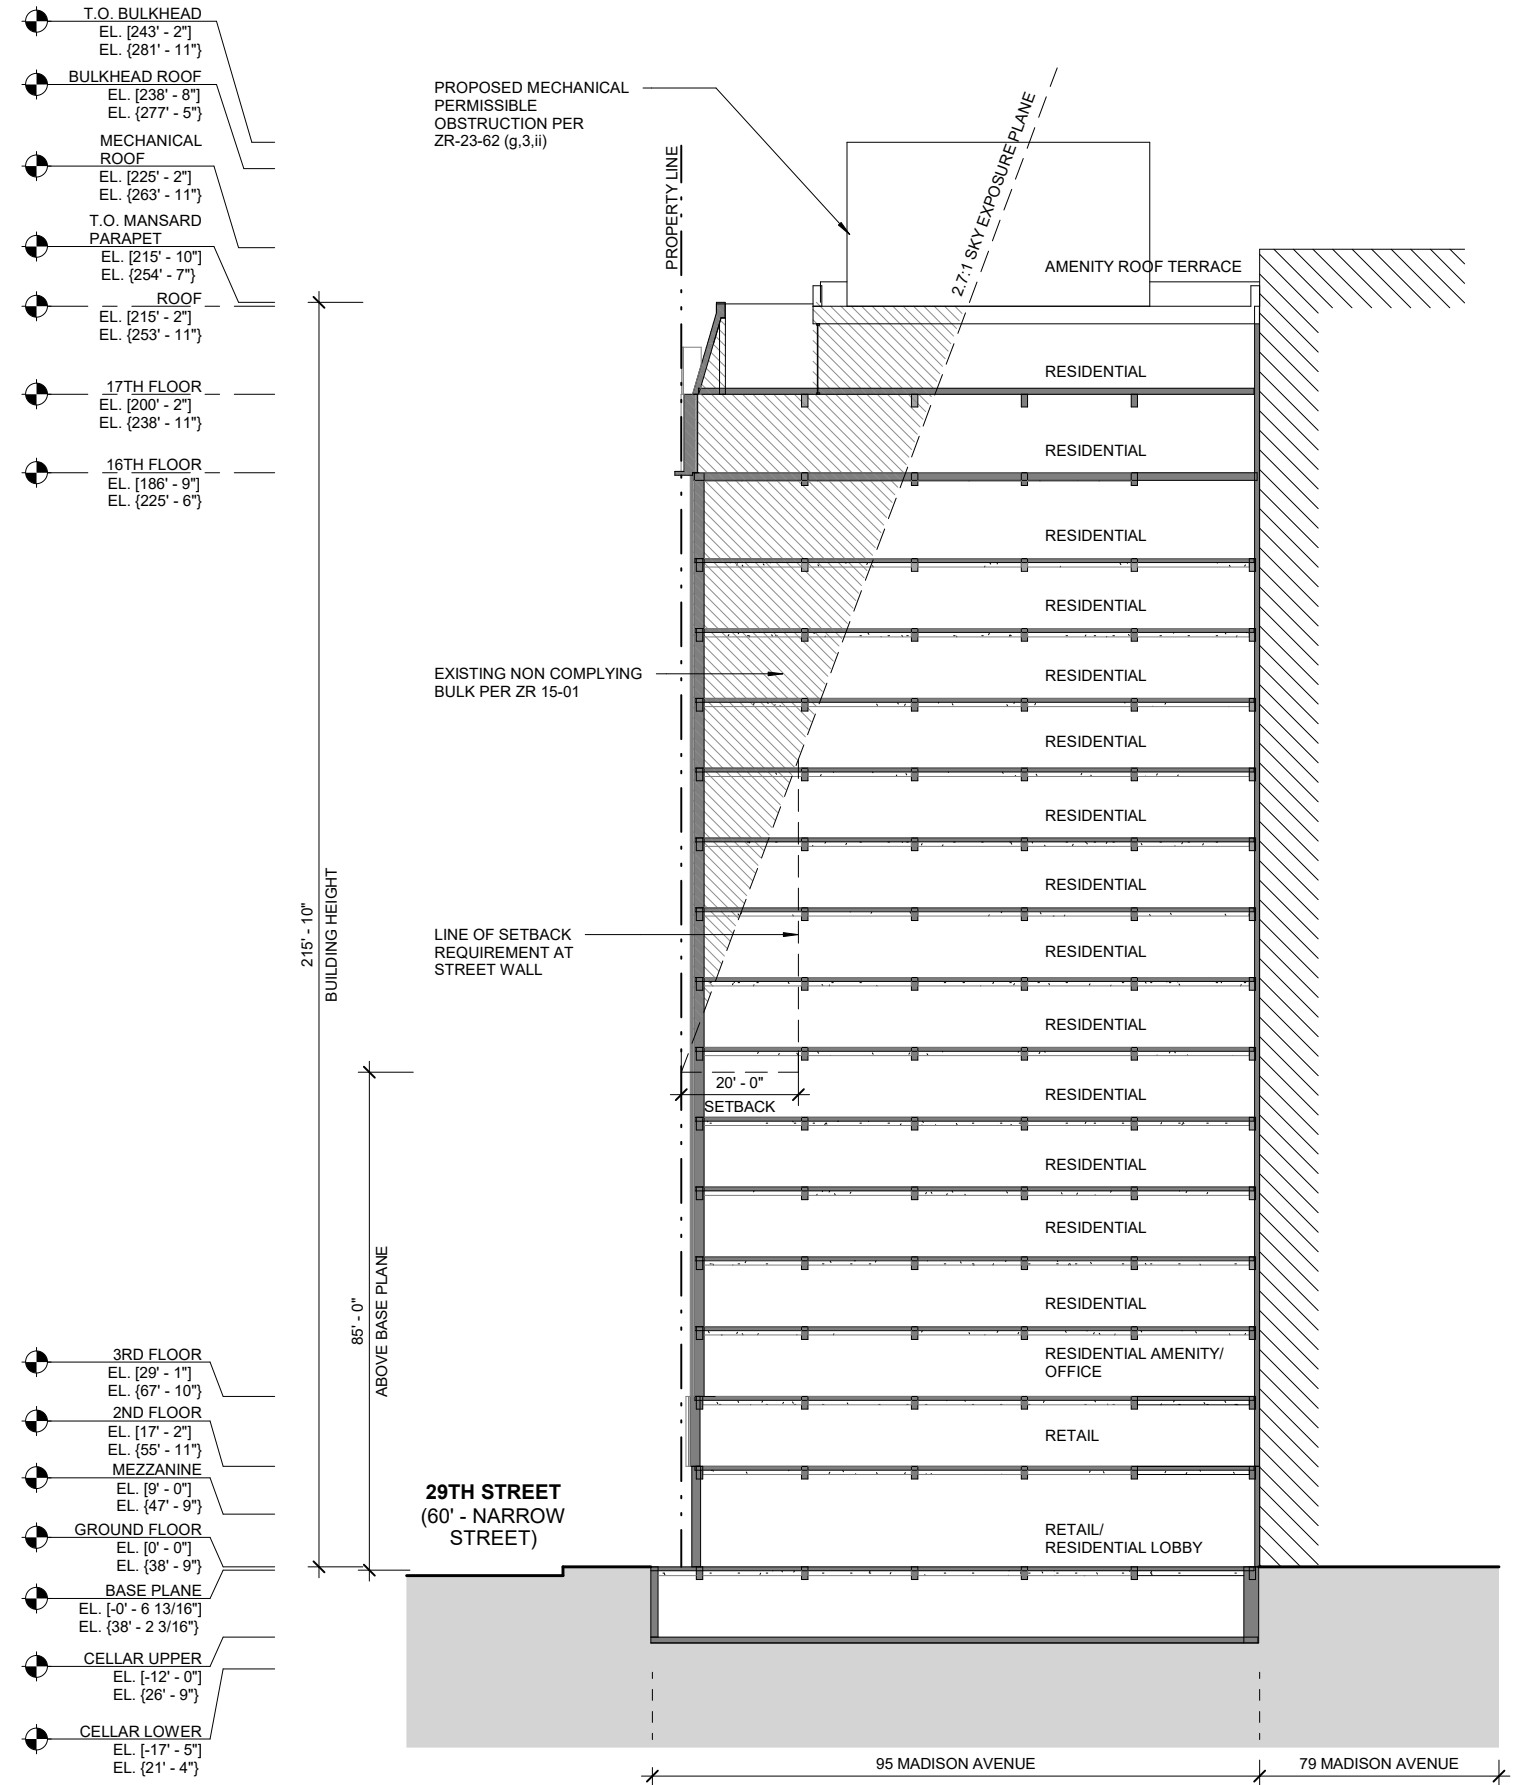 T.O. BULKHEAD
EL. [243' - 2"]
EL. {281' - 11"}
BULKHEAD ROOF
EL. [238' - 8"]
EL. {277' - 5"}
MECHANICAL
ROOF
EL. [225' - 2"]
EL. {263' - 11"}
T.O. MANSARD
PARAPET
EL. [215' - 10"]
EL. {254' - 7"}
ROOF
EL. [215' - 2"]
EL. {253' - 11"}
17TH FLOOR
EL. [200' - 2"]
EL. {238' - 11"}
16TH FLOOR
EL. [186' - 9"]
EL. {225' - 6"}
3RD FLOOR
EL. [29' - 1"]
EL. {67' - 10"}
2ND FLOOR
EL. [17' - 2"]
EL. {55' - 11"}
MEZZANINE
EL. [9' - 0"]
EL. {47' - 9"}
GROUND FLOOR
EL. [0' - 0"]
EL. {38' - 9"}
BASE PLANE
EL. [-0' - 6 13/16"]
EL. {38' - 2 3/16"}
CELLAR UPPER
EL. [-12' - 0"]
EL. {26' - 9"}
CELLAR LOWER
EL. [-17' - 5"]
EL. {21' - 4"}
215' - 10"
BUILDING HEIGHT
85' - 0"
ABOVE BASE PLANE
PROPOSED MECHANICAL
PERMISSIBLE
OBSTRUCTION PER
ZR-23-62 (g,3,ii)
PROPERTY LINE
2.7:1 SKY EXPOSURE PLANE
EXISTING NON COMPLYING
BULK PER ZR 15-01
LINE OF SETBACK
REQUIREMENT AT
STREET WALL
20' - 0"
SETBACK
29TH STREET
(60' - NARROW
STREET)
AMENITY ROOF TERRACE
RESIDENTIAL
RESIDENTIAL
RESIDENTIAL
RESIDENTIAL
RESIDENTIAL
RESIDENTIAL
RESIDENTIAL
RESIDENTIAL
RESIDENTIAL
RESIDENTIAL
RESIDENTIAL
RESIDENTIAL
RESIDENTIAL
RESIDENTIAL
RESIDENTIAL AMENITY/
OFFICE
RETAIL
RETAIL/
RESIDENTIAL LOBBY
95 MADISON AVENUE
79 MADISON AVENUE